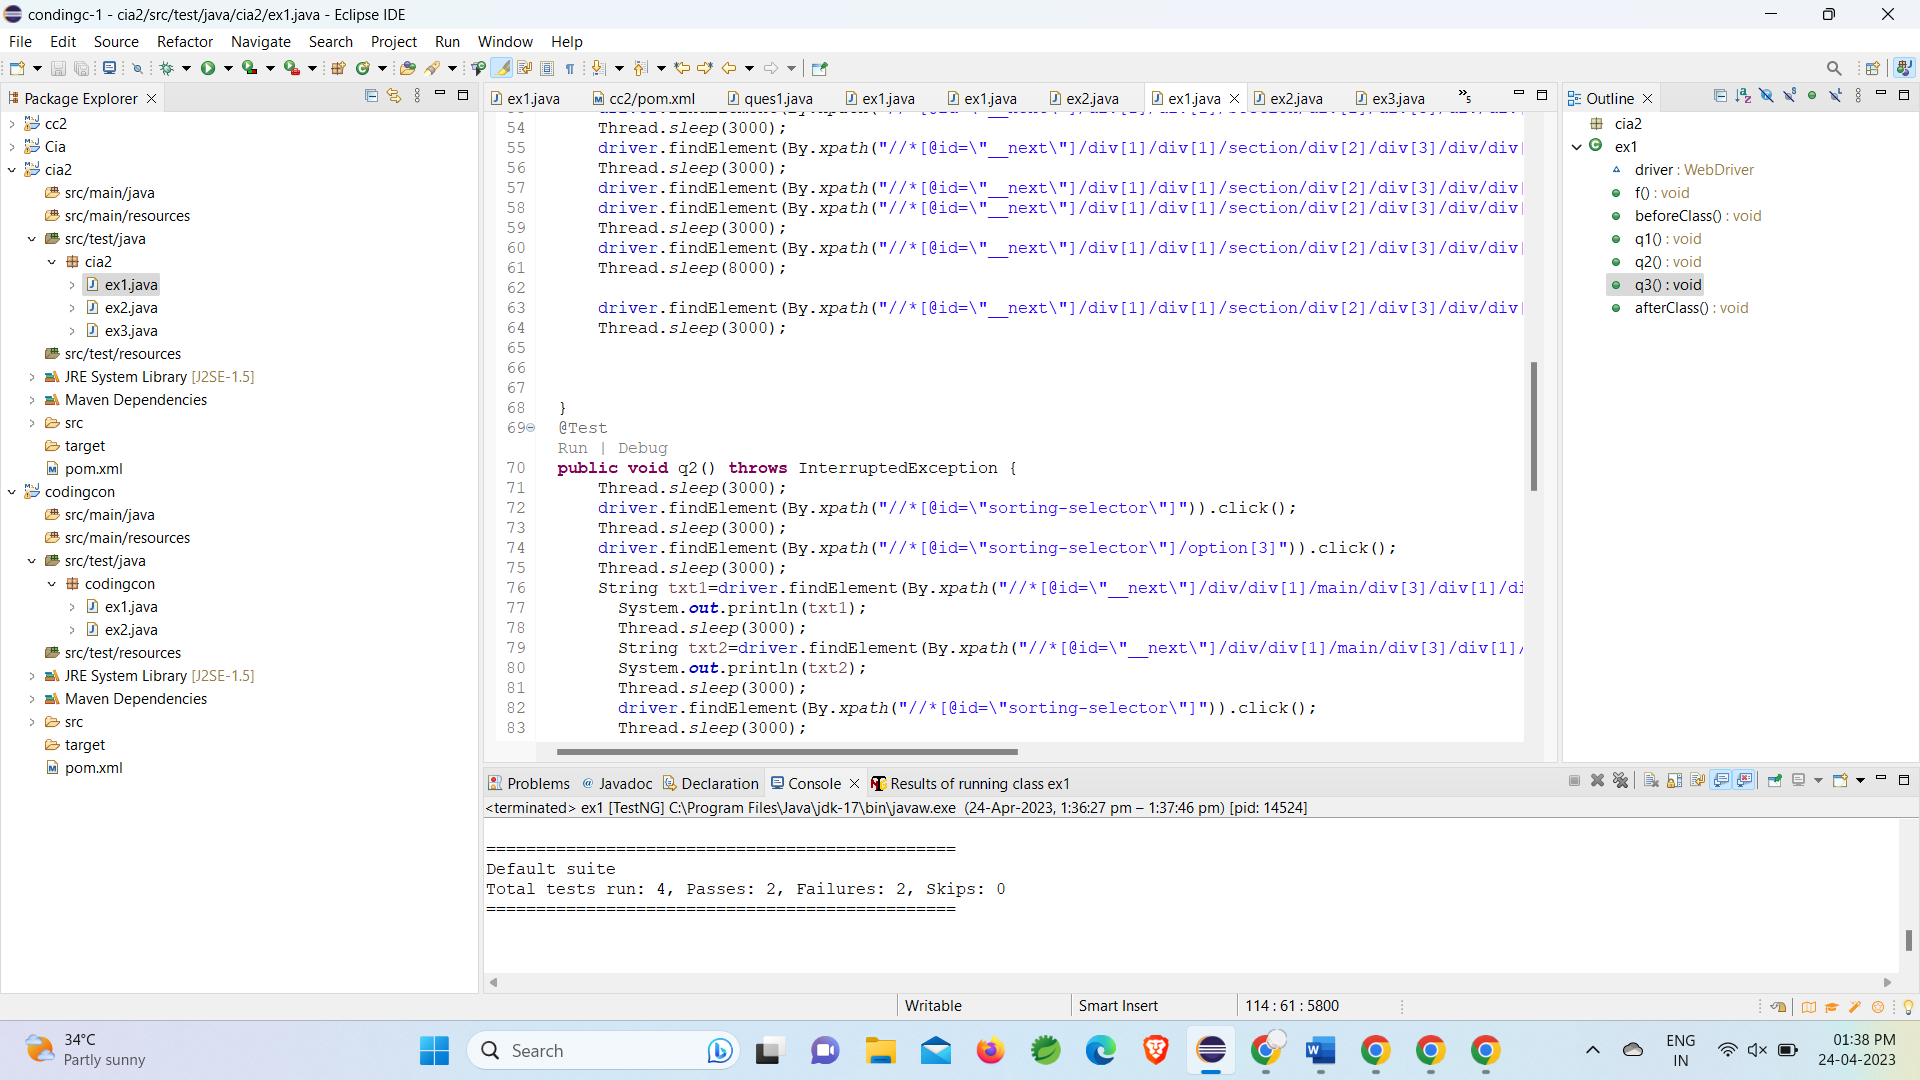 condingc-1 - cia2/src/test/java/cia2/ex1.java - Eclipse IDE
File Edit Source Refactor Navigate Search Project Run Window Help
Package Explorer
cc2
Cia
cia2
src/main/java
src/main/resources
src/test/java
cia2
ex1.java
ex2.java
ex3.java
src/test/resources
JRE System Library [J2SE-1.5]
Maven Dependencies
src
target
pom.xml
codingcon
src/main/java
src/main/resources
src/test/java
codingcon
ex1.java
ex2.java
src/test/resources
JRE System Library [J2SE-1.5]
Maven Dependencies
src
target
pom.xml
ex1.java cc2/pom.xml ques1.java ex1.java ex1.java ex2.java ex1.java ex2.java ex3.java »5
54 Thread.sleep(3000);
55 driver.findElement(By.xpath("//*[@id=\"__next\"]/div[1]/div[1]/section/div[2]/div[3]/div/div[
56 Thread.sleep(3000);
57 driver.findElement(By.xpath("//*[@id=\"__next\"]/div[1]/div[1]/section/div[2]/div[3]/div/div[
58 driver.findElement(By.xpath("//*[@id=\"__next\"]/div[1]/div[1]/section/div[2]/div[3]/div/div[
59 Thread.sleep(3000);
60 driver.findElement(By.xpath("//*[@id=\"__next\"]/div[1]/div[1]/section/div[2]/div[3]/div/div[
61 Thread.sleep(8000);
62
63 driver.findElement(By.xpath("//*[@id=\"__next\"]/div[1]/div[1]/section/div[2]/div[3]/div/div[
64 Thread.sleep(3000);
65
66
67
68 }
69 @Test
Run | Debug
70 public void q2() throws InterruptedException {
71 Thread.sleep(3000);
72 driver.findElement(By.xpath("//*[@id=\"sorting-selector\"]")).click();
73 Thread.sleep(3000);
74 driver.findElement(By.xpath("//*[@id=\"sorting-selector\"]/option[3]")).click();
75 Thread.sleep(3000);
76 String txt1=driver.findElement(By.xpath("//*[@id=\"__next\"]/div/div[1]/main/div[3]/div[1]/di
77 System.out.println(txt1);
78 Thread.sleep(3000);
79 String txt2=driver.findElement(By.xpath("//*[@id=\"__next\"]/div/div[1]/main/div[3]/div[1]/
80 System.out.println(txt2);
81 Thread.sleep(3000);
82 driver.findElement(By.xpath("//*[@id=\"sorting-selector\"]")).click();
83 Thread.sleep(3000);
Outline
cia2
ex1
driver : WebDriver
f() : void
beforeClass() : void
q1() : void
q2() : void
q3() : void
afterClass() : void
Problems Javadoc Declaration Console Results of running class ex1
<terminated> ex1 [TestNG] C:\Program Files\Java\jdk-17\bin\javaw.exe (24-Apr-2023, 1:36:27 pm – 1:37:46 pm) [pid: 14524]
===============================================
Default suite
Total tests run: 4, Passes: 2, Failures: 2, Skips: 0
===============================================
Writable Smart Insert 114 : 61 : 5800
34°C
Partly sunny
Search
ENG
IN
01:38 PM
24-04-2023